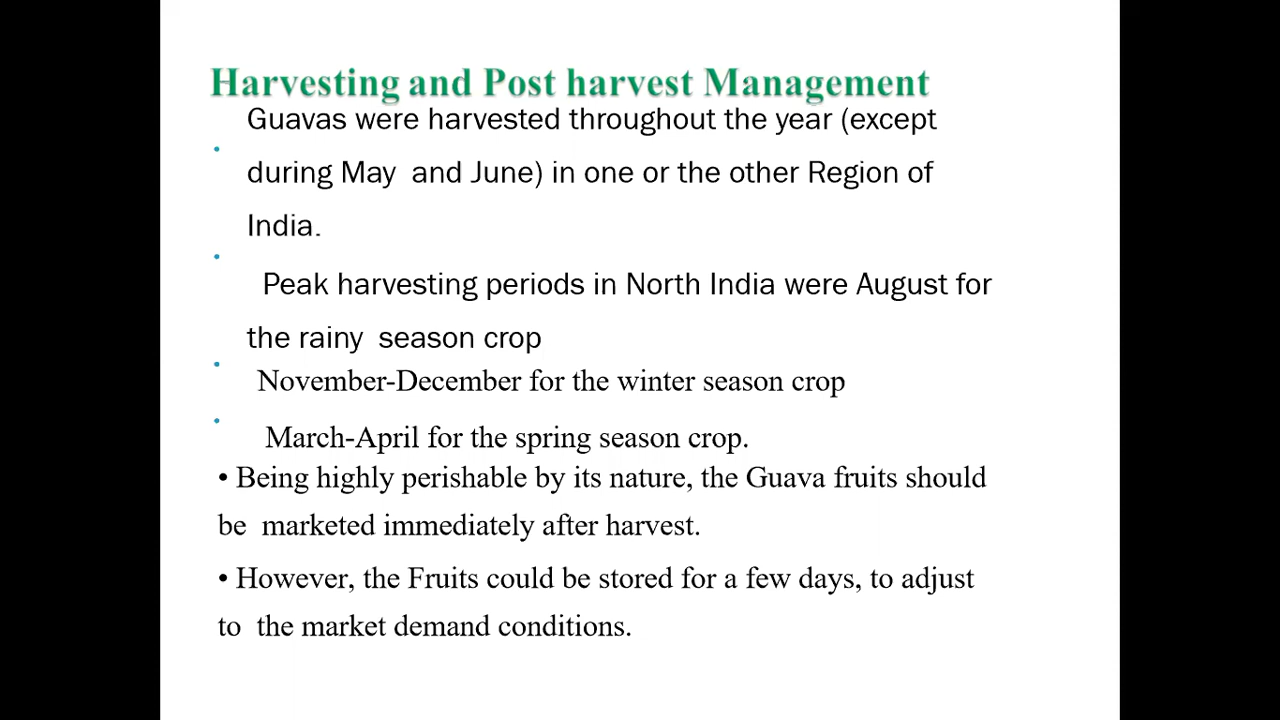 Harvesting and Post harvest Management
Guavas were harvested throughout the year (except
during May  and June) in one or the other Region of
India.
Peak harvesting periods in North India were August for
the rainy  season crop
November-December for the winter season crop
March-April for the spring season crop.
• Being highly perishable by its nature, the Guava fruits should
be  marketed immediately after harvest.
• However, the Fruits could be stored for a few days, to adjust
to  the market demand conditions.